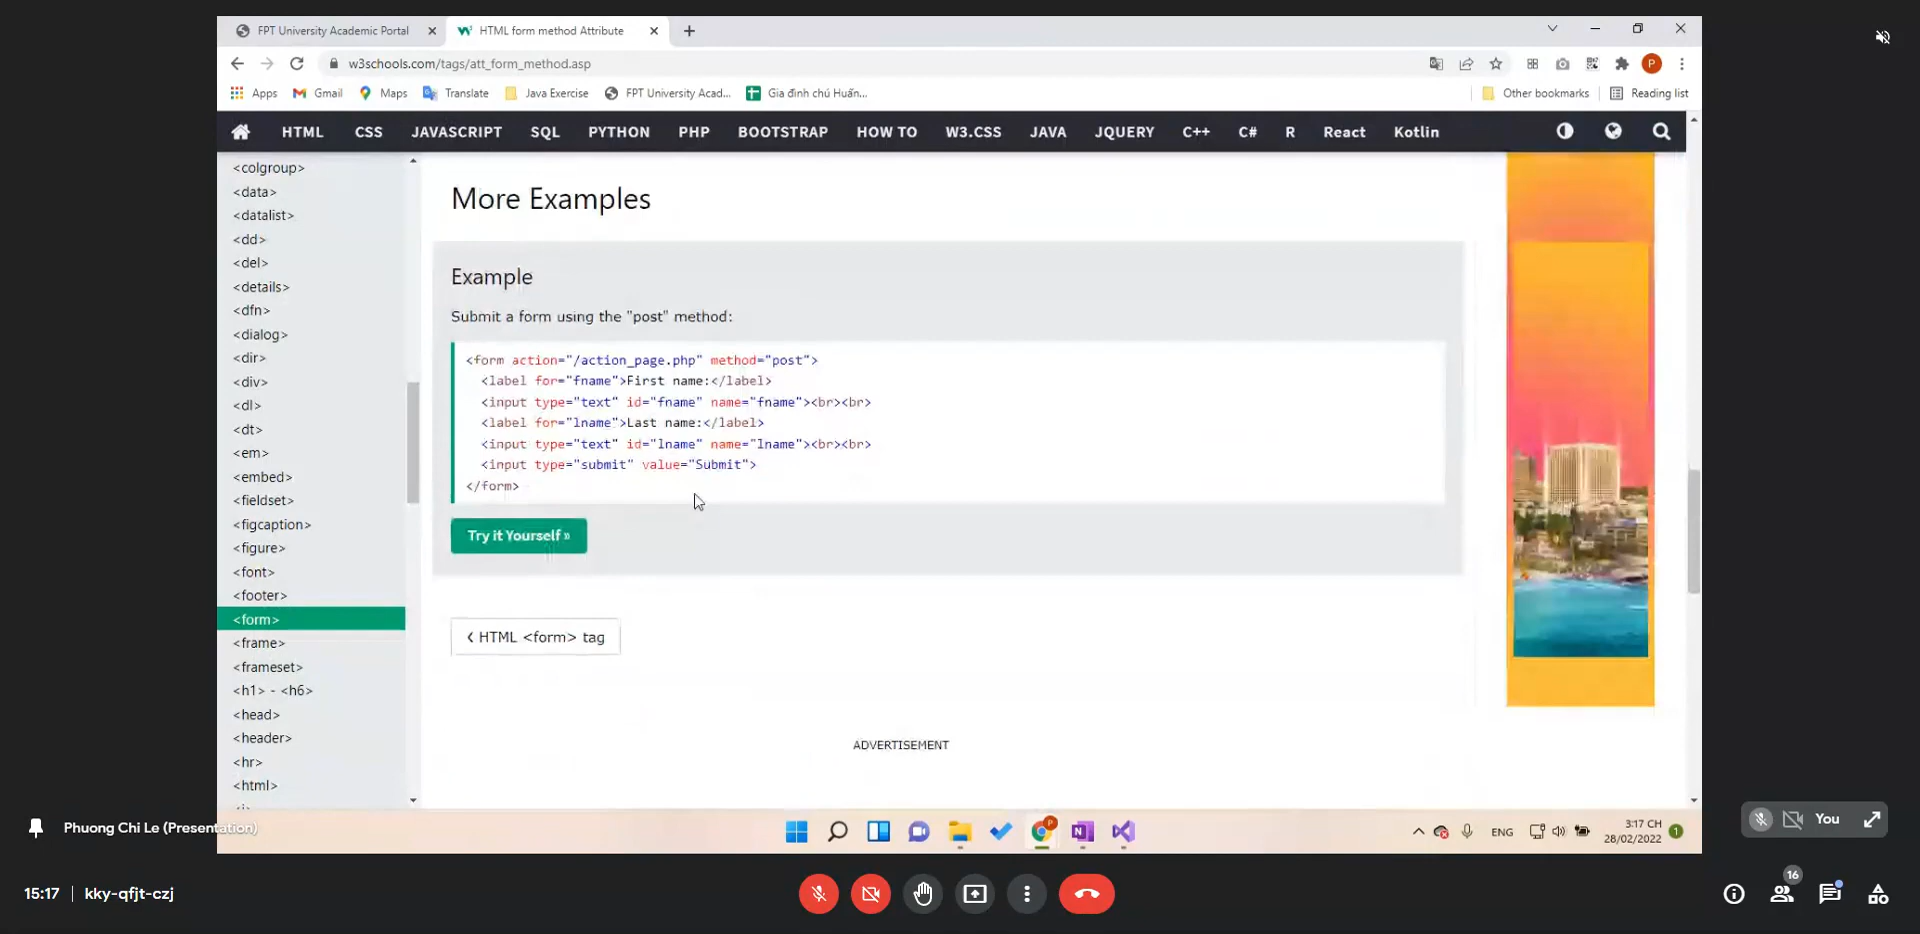 FPT University Academic Portal
HTML form method Attribute
w3schools.com/tags/att_form_method.asp
P
Apps
Gmail
Maps
Translate
Java Exercise
FPT University Acad...
Gia đình chú Huấn...
Other bookmarks
Reading list
HTML
CSS
JAVASCRIPT
SQL
PYTHON
PHP
BOOTSTRAP
HOW TO
W3.CSS
JAVA
JQUERY
C++
C#
R
React
Kotlin
<colgroup>
<data>
<datalist>
<dd>
<del>
<details>
<dfn>
<dialog>
<dir>
<div>
<dl>
<dt>
<em>
<embed>
<fieldset>
<figcaption>
<figure>
<font>
<footer>
<form>
<frame>
<frameset>
<h1> - <h6>
<head>
<header>
<hr>
<html>
More Examples
Example
Submit a form using the "post" method:
<form action="/action_page.php" method="post">
<label for="fname">First name:</label>
<input type="text" id="fname" name="fname"><br><br>
<label for="lname">Last name:</label>
<input type="text" id="lname" name="lname"><br><br>
<input type="submit" value="Submit">
</form>
Try it Yourself »
❮ HTML <form> tag
ADVERTISEMENT
Phuong Chi Le (Presentation)
ENG
3:17 CH
28/02/2022
1
You
15:17 | kky-qfjt-czj
16